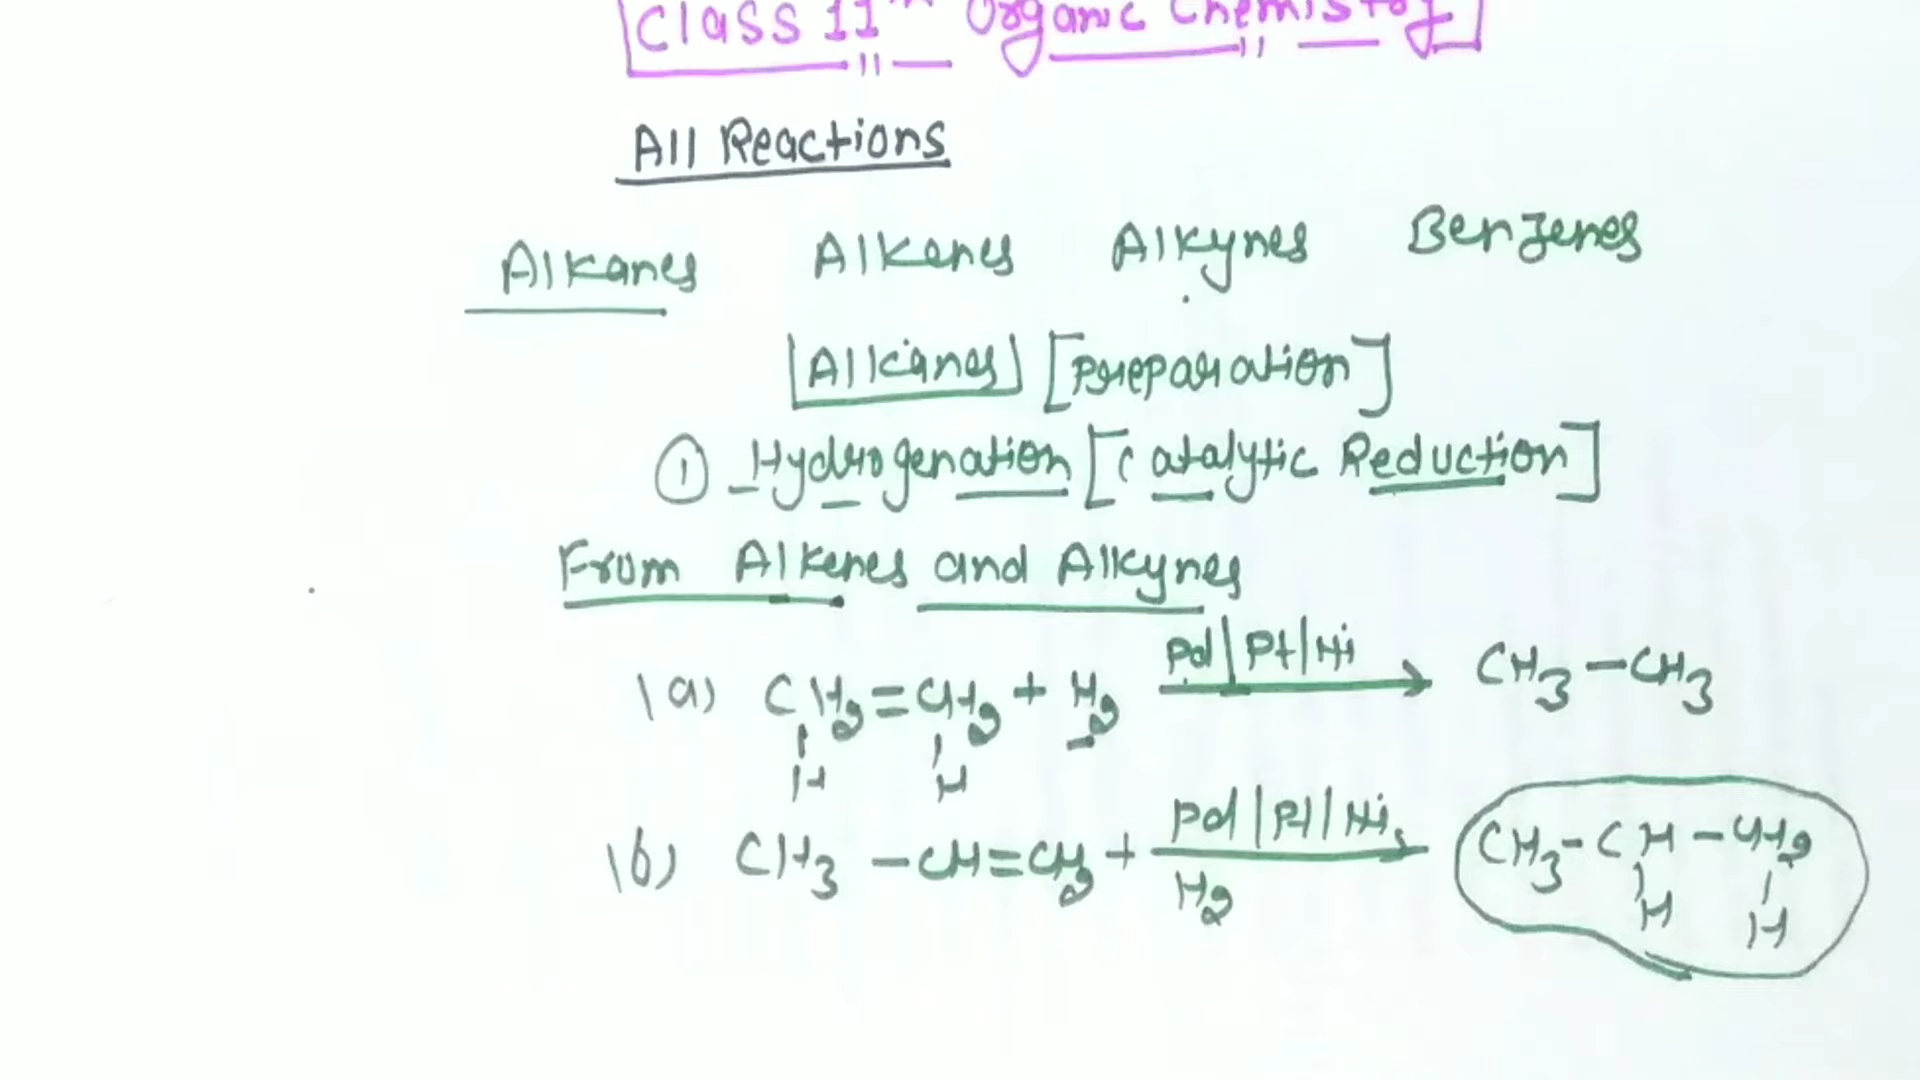 Class 11th Organic Chemistry
All Reactions
Alkanes Alkenes Alkynes Benzenes
Alkanes [Preparation]
① Hydrogenation [Catalytic Reduction]
From Alkenes and Alkynes
(a) CH2=CH2 + H2 Pd|Pt|Ni → CH3-CH3
H H
(b) CH3-CH=CH2 + Pd|Pt|Ni → CH3-CH-CH2
H2 H H